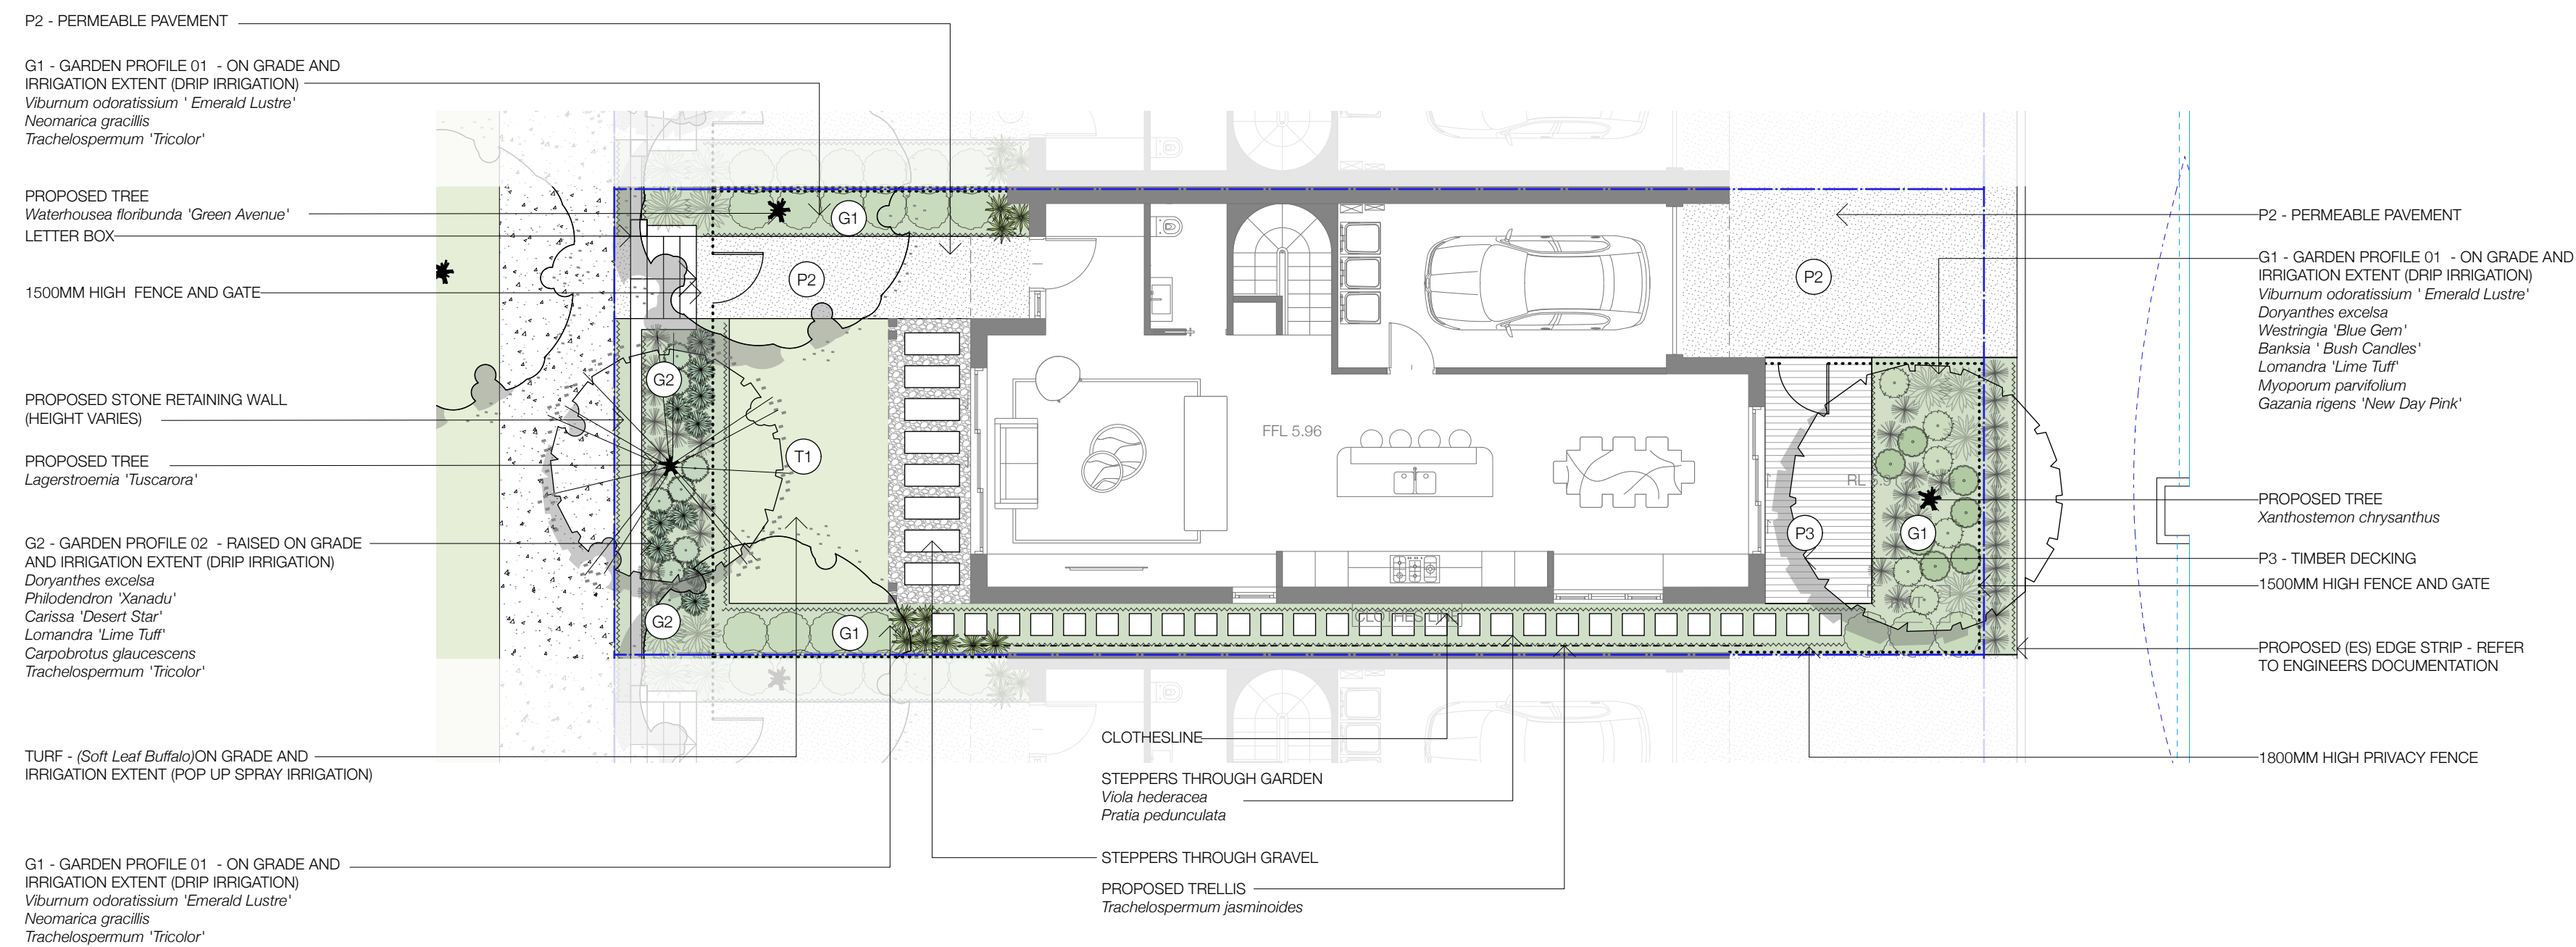 P2 - PERMEABLE PAVEMENT
G1 - GARDEN PROFILE 01 - ON GRADE AND
IRRIGATION EXTENT (DRIP IRRIGATION)
Viburnum odoratissium ' Emerald Lustre'
Neomarica gracillis
Trachelospermum 'Tricolor'
PROPOSED TREE
Waterhousea floribunda 'Green Avenue'
LETTER BOX
1500MM HIGH FENCE AND GATE
PROPOSED STONE RETAINING WALL
(HEIGHT VARIES)
PROPOSED TREE
Lagerstroemia 'Tuscarora'
G2 - GARDEN PROFILE 02 - RAISED ON GRADE
AND IRRIGATION EXTENT (DRIP IRRIGATION)
Doryanthes excelsa
Philodendron 'Xanadu'
Carissa 'Desert Star'
Lomandra 'Lime Tuff'
Carpobrotus glaucescens
Trachelospermum 'Tricolor'
TURF - (Soft Leaf Buffalo)ON GRADE AND
IRRIGATION EXTENT (POP UP SPRAY IRRIGATION)
G1 - GARDEN PROFILE 01 - ON GRADE AND
IRRIGATION EXTENT (DRIP IRRIGATION)
Viburnum odoratissium 'Emerald Lustre'
Neomarica gracillis
Trachelospermum 'Tricolor'
G1
P2
G2
T1
G2
G1
FFL 5.96
CLOTHESLINE
P2
RL 5.9
P3
G1
CLOTHESLINE
STEPPERS THROUGH GARDEN
Viola hederacea
Pratia pedunculata
STEPPERS THROUGH GRAVEL
PROPOSED TRELLIS
Trachelospermum jasminoides
P2 - PERMEABLE PAVEMENT
G1 - GARDEN PROFILE 01 - ON GRADE AND
IRRIGATION EXTENT (DRIP IRRIGATION)
Viburnum odoratissium ' Emerald Lustre'
Doryanthes excelsa
Westringia 'Blue Gem'
Banksia ' Bush Candles'
Lomandra 'Lime Tuff'
Myoporum parvifolium
Gazania rigens 'New Day Pink'
PROPOSED TREE
Xanthostemon chrysanthus
P3 - TIMBER DECKING
1500MM HIGH FENCE AND GATE
PROPOSED (ES) EDGE STRIP - REFER
TO ENGINEERS DOCUMENTATION
1800MM HIGH PRIVACY FENCE